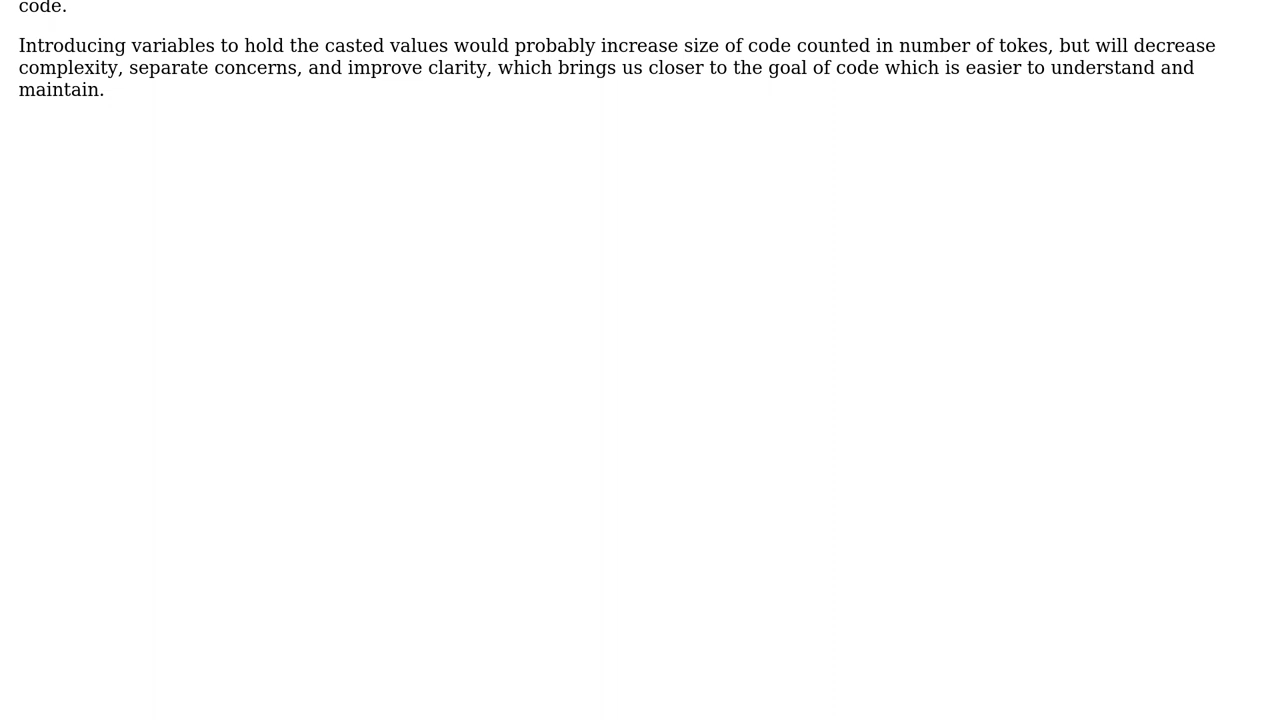 code.
Introducing variables to hold the casted values would probably increase size of code counted in number of tokes, but will decrease
complexity, separate concerns, and improve clarity, which brings us closer to the goal of code which is easier to understand and
maintain.